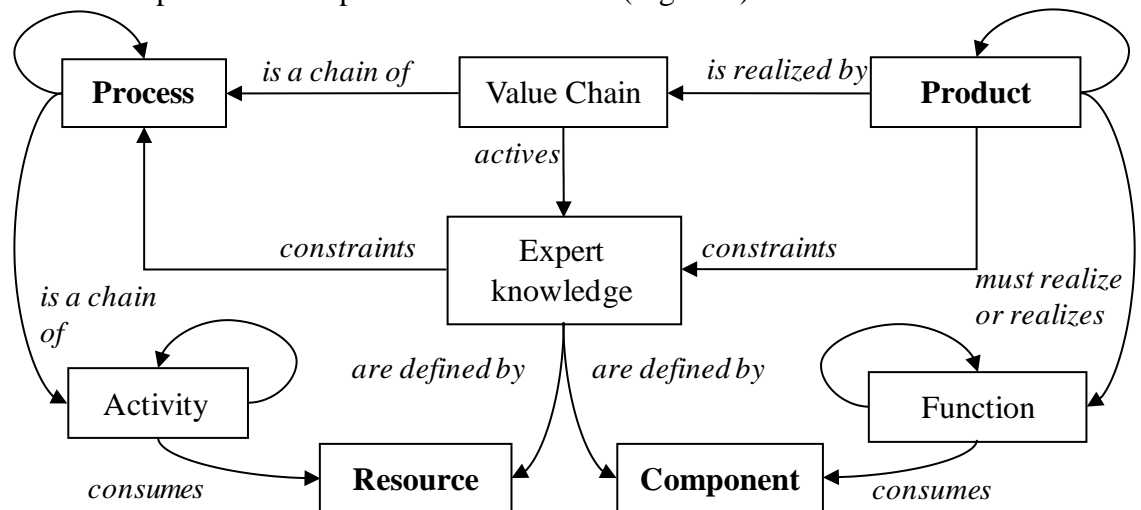 is a chain of
is realized by
Process
Value Chain
Product
actives
constraints
Expert
knowledge
constraints
must realize
or realizes
is a chain
of
are defined by
are defined by
Activity
Function
Resource
Component
consumes
consumes